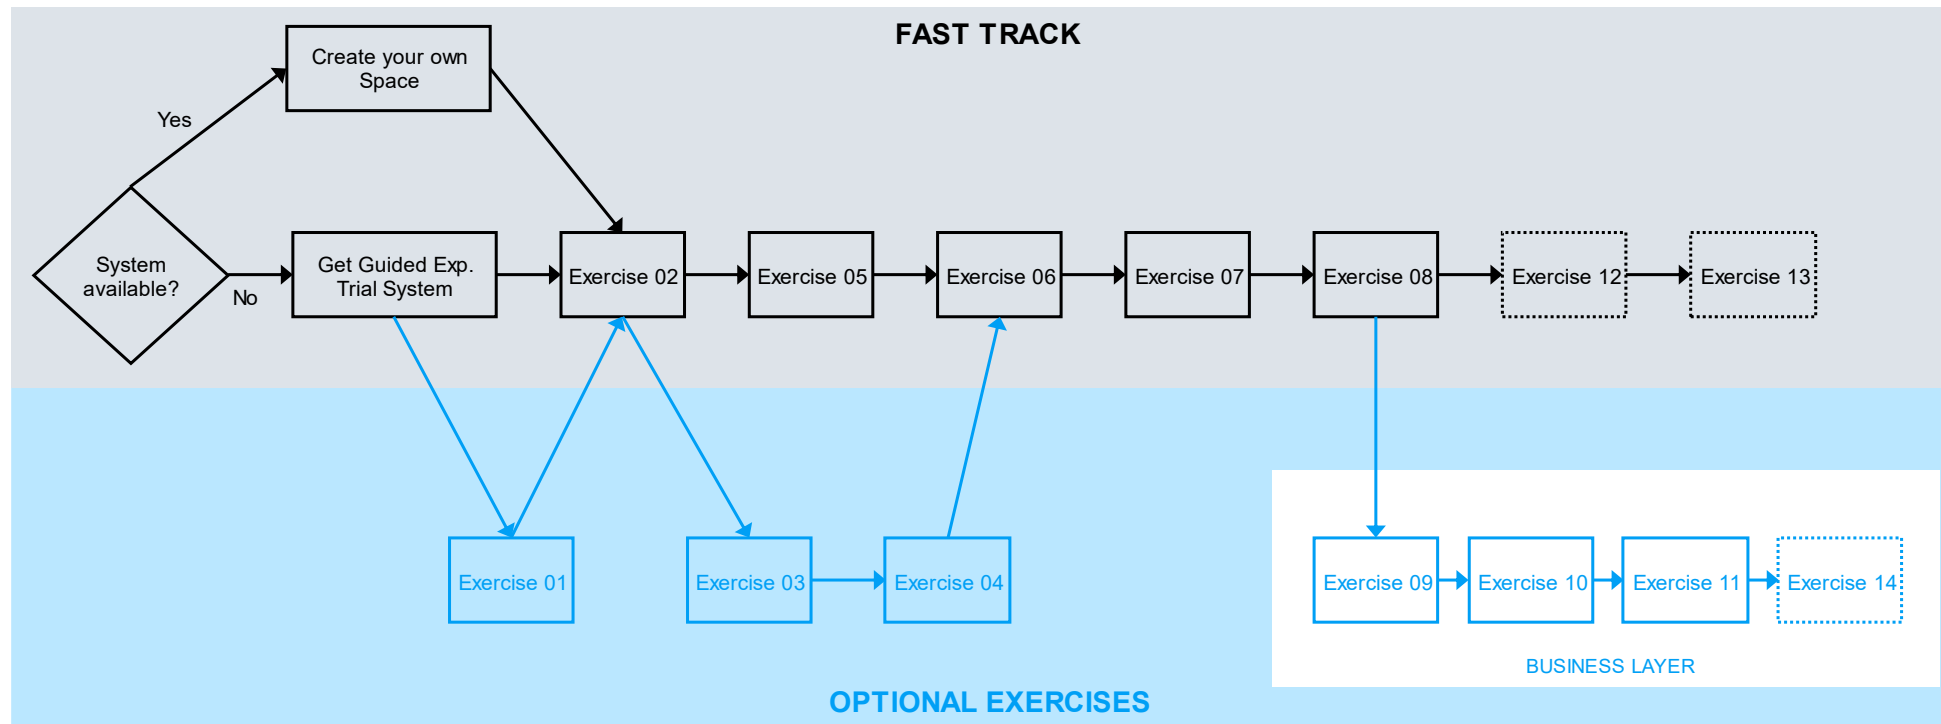 FAST TRACK
Create your own
Space
Yes
System
available?
No
Get Guided Exp.
Trial System
Exercise 02
Exercise 05
Exercise 06
Exercise 07
Exercise 08
Exercise 12
Exercise 13
Exercise 01
Exercise 03
Exercise 04
Exercise 09
Exercise 10
Exercise 11
Exercise 14
BUSINESS LAYER
OPTIONAL EXERCISES